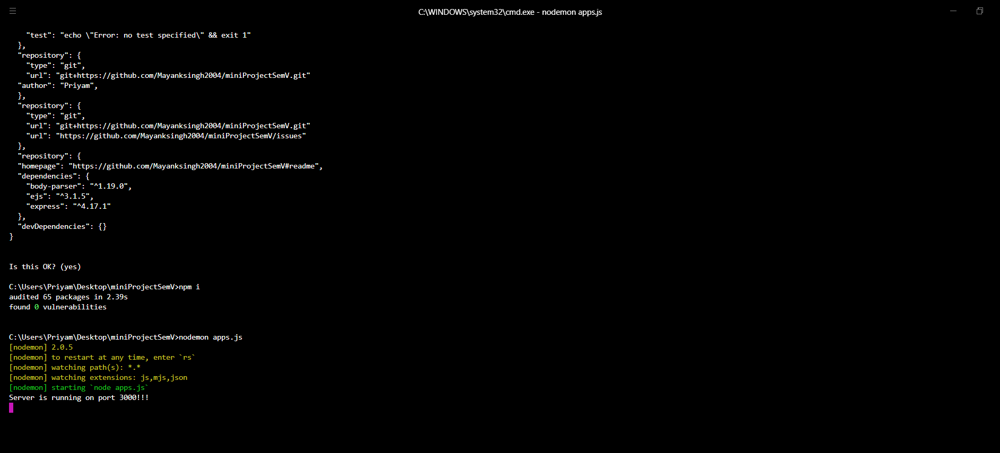 C:\WINDOWS\system32\cmd.exe - nodemon apps.js
"test": "echo \"Error: no test specified\" && exit 1"
},
"repository": {
"type": "git",
"url": "git+https://github.com/Mayanksingh2004/miniProjectSemV.git"
"author": "Priyam",
},
"repository": {
"type": "git",
"url": "git+https://github.com/Mayanksingh2004/miniProjectSemV.git"
"url": "https://github.com/Mayanksingh2004/miniProjectSemV/issues"
},
"repository": {
"homepage": "https://github.com/Mayanksingh2004/miniProjectSemV#readme",
"dependencies": {
"body-parser": "^1.19.0",
"ejs": "^3.1.5",
"express": "^4.17.1"
},
"devDependencies": {}
}
Is this OK? (yes)
C:\Users\Priyam\Desktop\miniProjectSemV>npm i
audited 65 packages in 2.39s
found 0 vulnerabilities
C:\Users\Priyam\Desktop\miniProjectSemV>nodemon apps.js
[nodemon] 2.0.5
[nodemon] to restart at any time, enter `rs`
[nodemon] watching path(s): *.*
[nodemon] watching extensions: js,mjs,json
[nodemon] starting `node apps.js`
Server is running on port 3000!!!